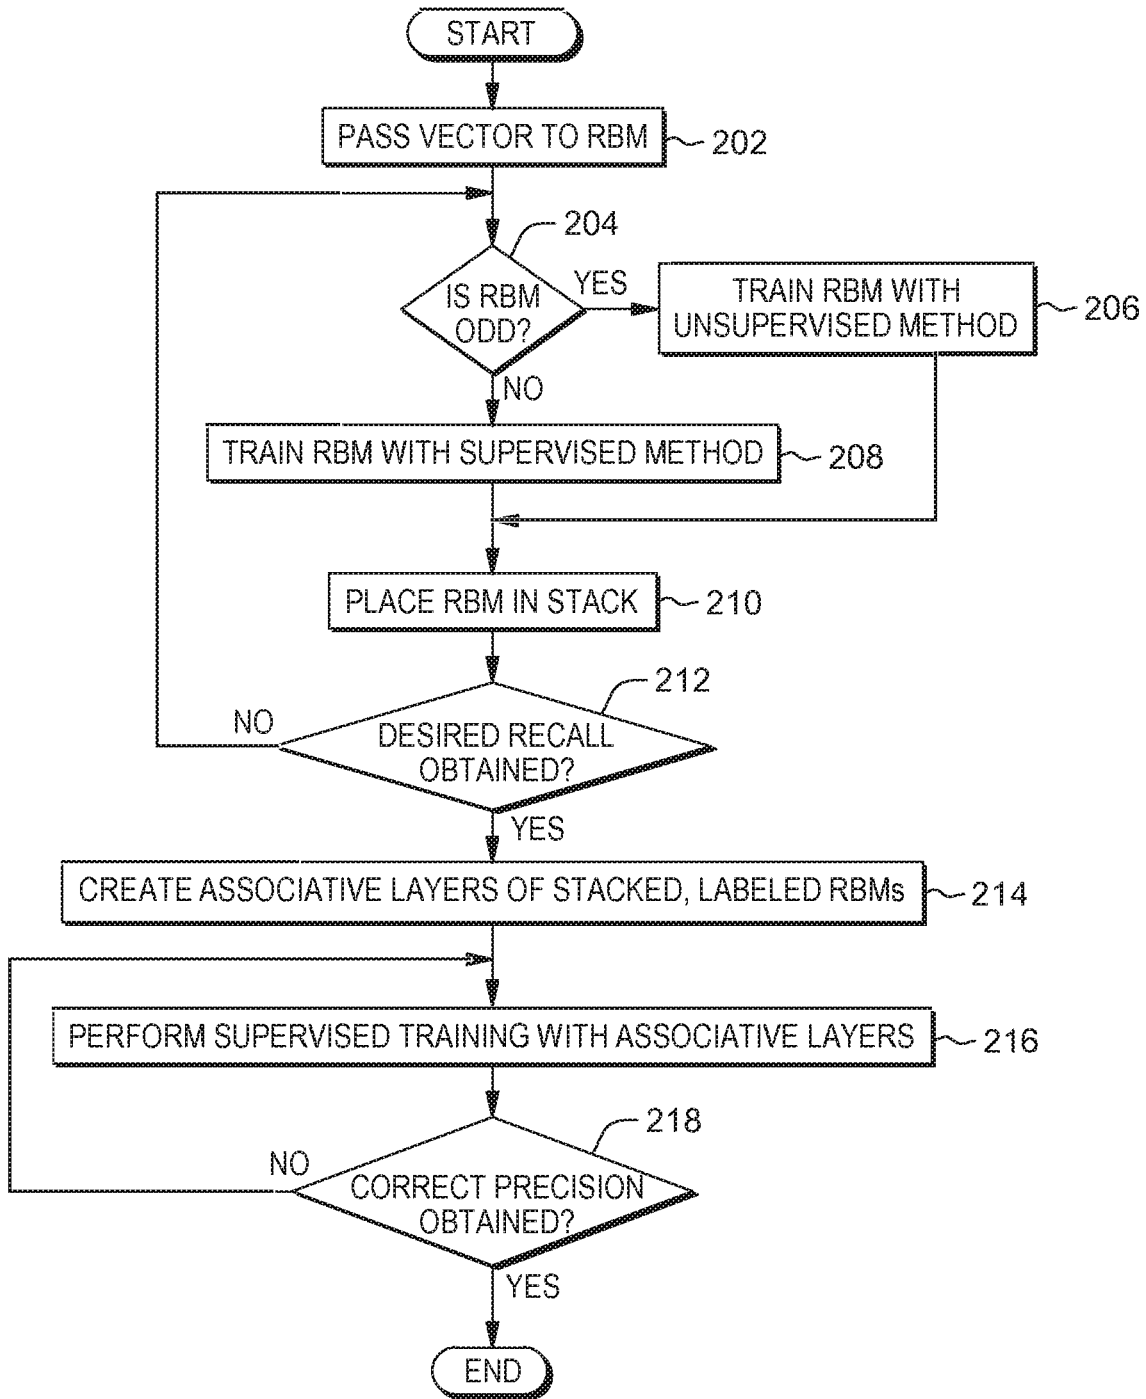 START
PASS VECTOR TO RBM
202
204
IS RBM
ODD?
YES
TRAIN RBM WITH
UNSUPERVISED METHOD
206
NO
TRAIN RBM WITH SUPERVISED METHOD
208
PLACE RBM IN STACK
210
212
NO
DESIRED RECALL
OBTAINED?
YES
CREATE ASSOCIATIVE LAYERS OF STACKED, LABELED RBMs
214
PERFORM SUPERVISED TRAINING WITH ASSOCIATIVE LAYERS
216
218
NO
CORRECT PRECISION
OBTAINED?
YES
END